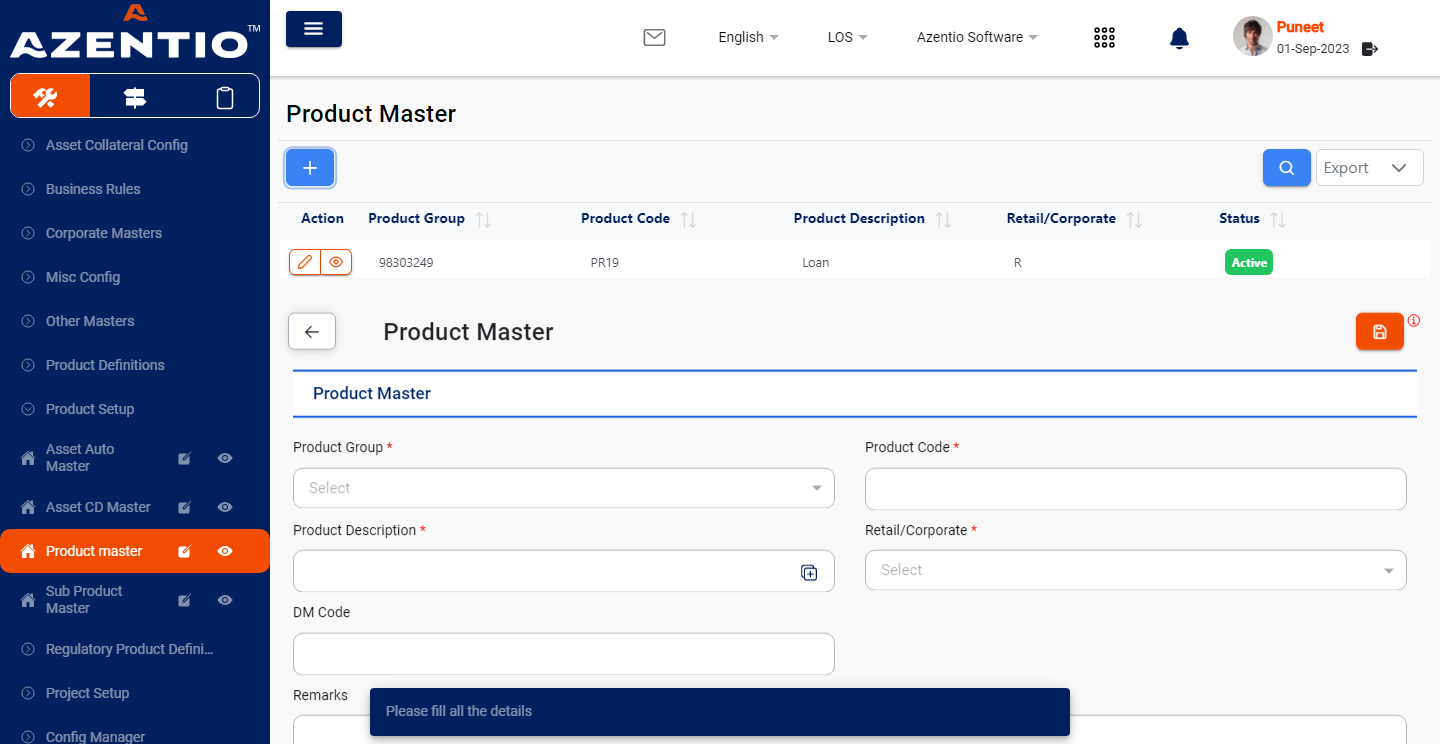 AZENTIO™
English
LOS
Azentio Software
Puneet
01-Sep-2023
Asset Collateral Config
Business Rules
Corporate Masters
Misc Config
Other Masters
Product Definitions
Product Setup
Asset Auto
Master
Asset CD Master
Product master
Sub Product
Master
Regulatory Product Defini...
Project Setup
Config Manager
Product Master
Export
Action
Product Group
Product Code
Product Description
Retail/Corporate
Status
98303249
PR19
Loan
R
Active
Product Master
Product Master
Product Group *
Product Code *
Select
Product Description *
Retail/Corporate *
Select
DM Code
Remarks
Please fill all the details